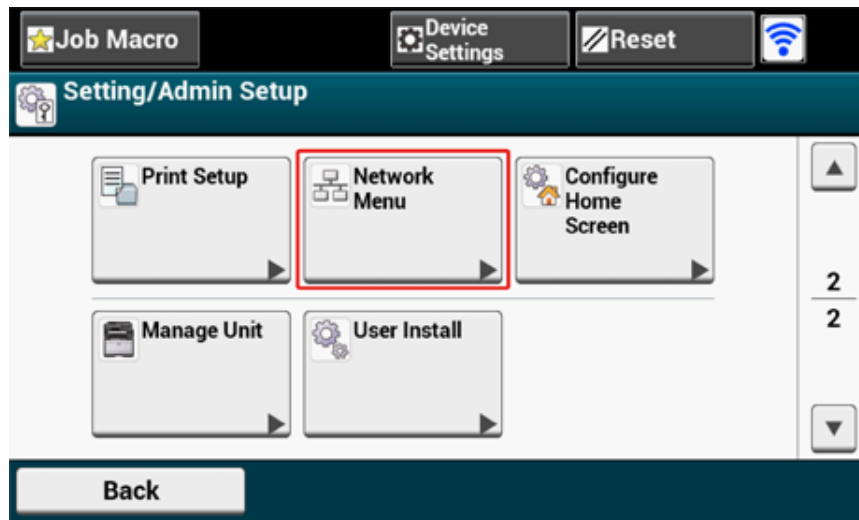 Job Macro
Device
Settings
Reset
Setting/Admin Setup
Print Setup
Network
Menu
Configure
Home
Screen
2
2
Manage Unit
User Install
Back